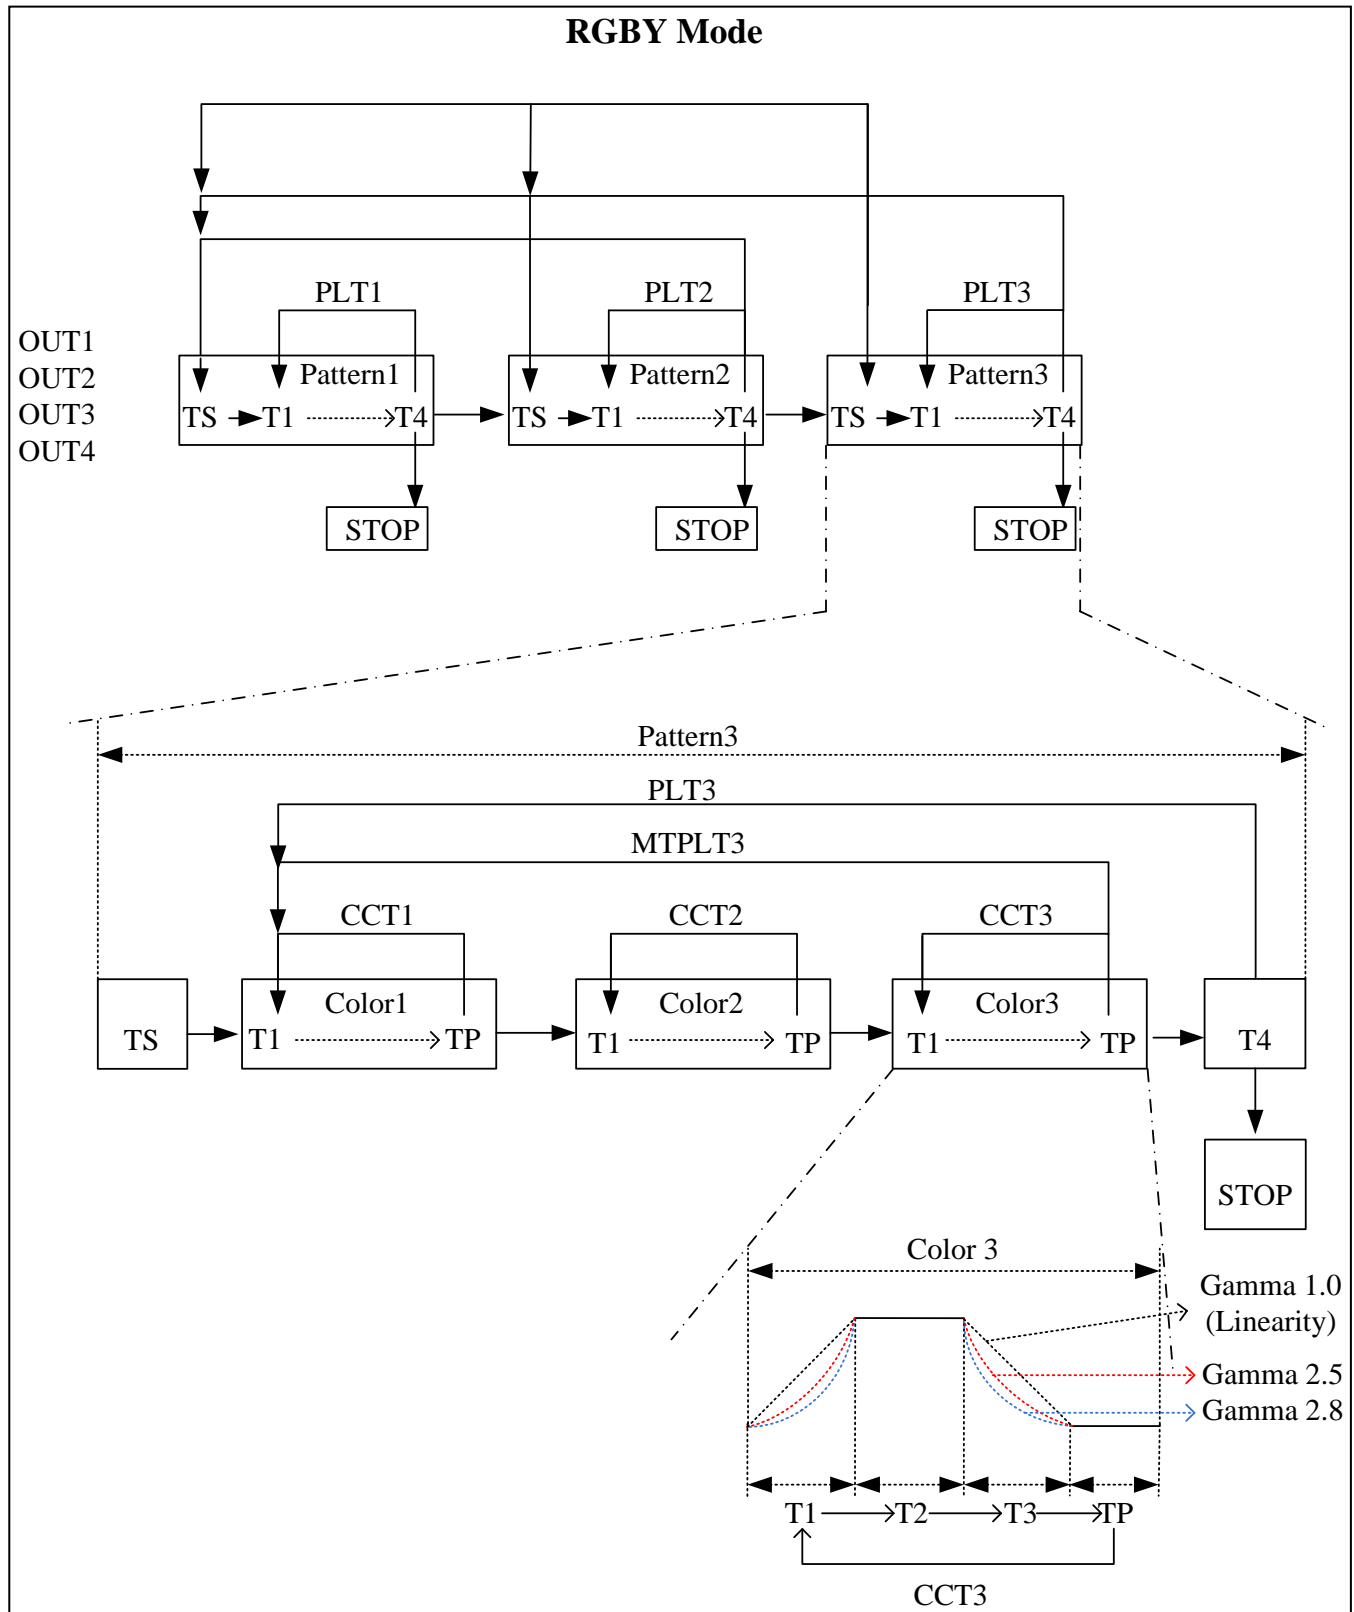 RGBY Mode
PLT1
PLT2
PLT3
OUT1
OUT2
OUT3
OUT4
Pattern1
Pattern2
Pattern3
TS T1 T4
TS T1 T4
TS T1 T4
STOP
STOP
STOP
Pattern3
PLT3
MTPLT3
CCT1
CCT2
CCT3
TS
Color1
T1 TP
Color2
T1 TP
Color3
T1 TP
T4
STOP
Color 3
Gamma 1.0
(Linearity)
Gamma 2.5
Gamma 2.8
T1 T2 T3 TP
CCT3